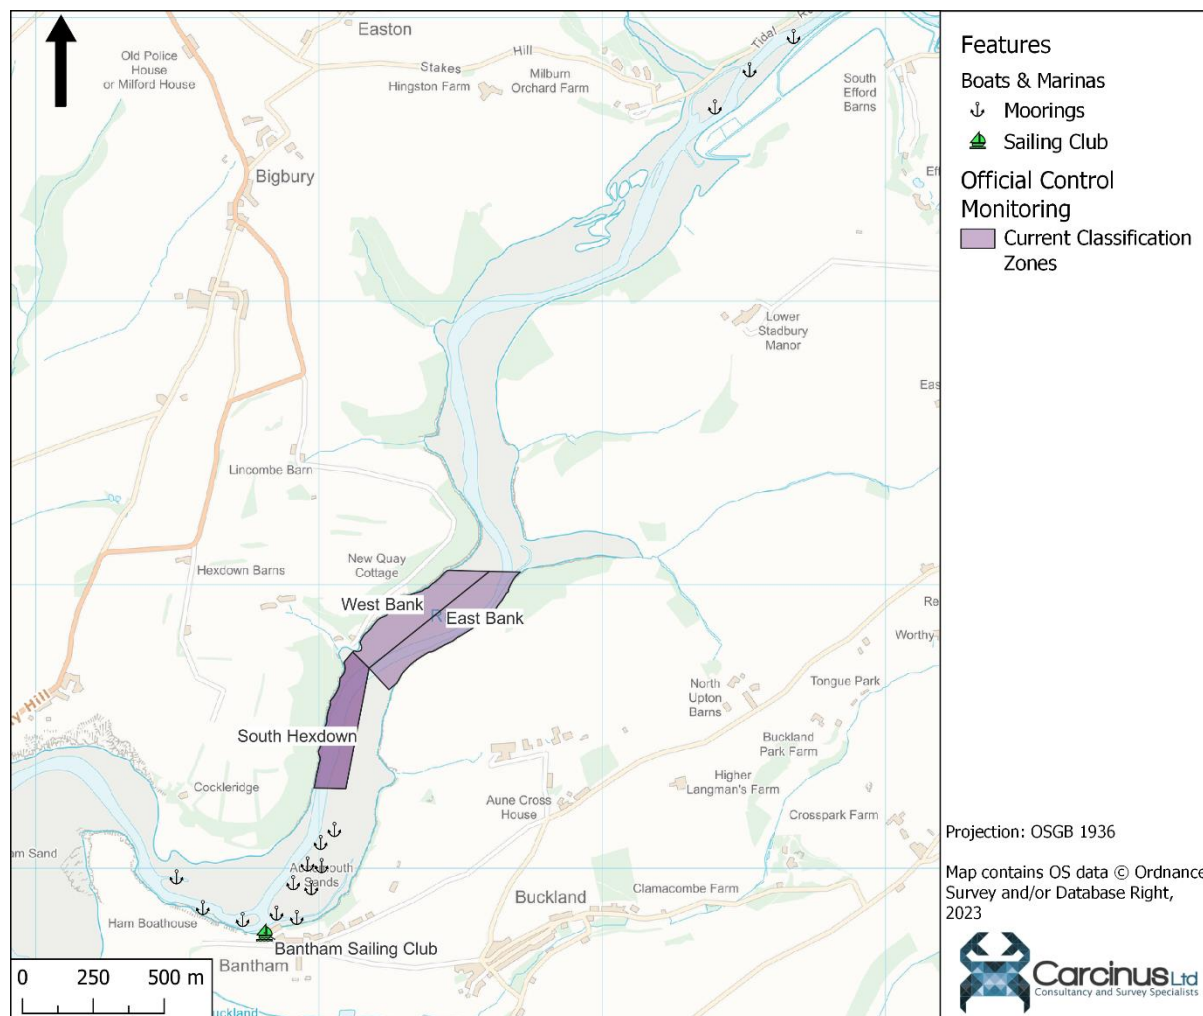 Easton
Old Police
House
or Milford House
Stakes
Hill
Hingston Farm
Milburn
Orchard Farm
Tidal
South
Efford
Barns
Bigbury
Lower
Stadbury
Manor
Lincombe Barn
New Quay
Cottage
Hexdown Barns
West Bank
East Bank
Worthy
North
Upton
Barns
Tongue Park
South Hexdown
Buckland
Park Farm
Cockleridge
Higher
Langman's Farm
Aune Cross
House
Crosspark Farm
Sands
Clamacombe Farm
Buckland
Ham Boathouse
Bantham Sailing Club
Bantham
0 250 500 m
Features
Boats & Marinas
Moorings
Sailing Club
Official Control
Monitoring
Current Classification
Zones
Projection: OSGB 1936
Map contains OS data © Ordnance
Survey and/or Database Right,
2023
Carcinus Ltd
Consultancy and Survey Specialists